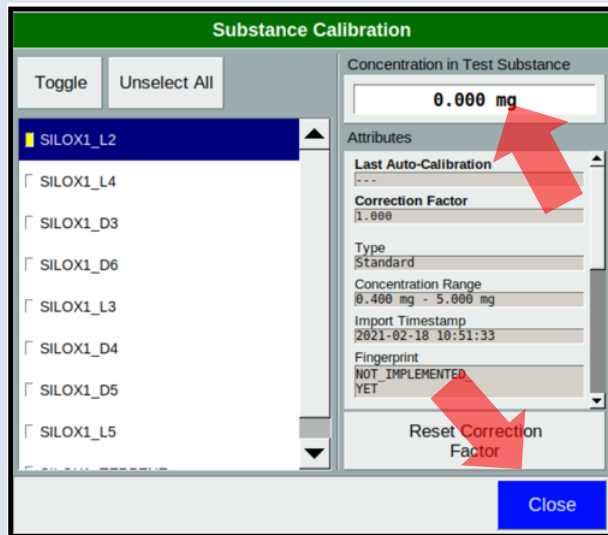 Substance Calibration
Toggle
Unselect All
SILOX1_L2
SILOX1_L4
SILOX1_D3
SILOX1_D6
SILOX1_L3
SILOX1_D4
SILOX1_D5
SILOX1_L5
Concentration in Test Substance
0.000 mg
Attributes
Last Auto-Calibration
---
Correction Factor
1.000
Type
Standard
Concentration Range
0.400 mg - 5.000 mg
Import Timestamp
2021-02-18 10:51:33
Fingerprint
NOT_IMPLEMENTED_
YET
Reset Correction
Factor
Close